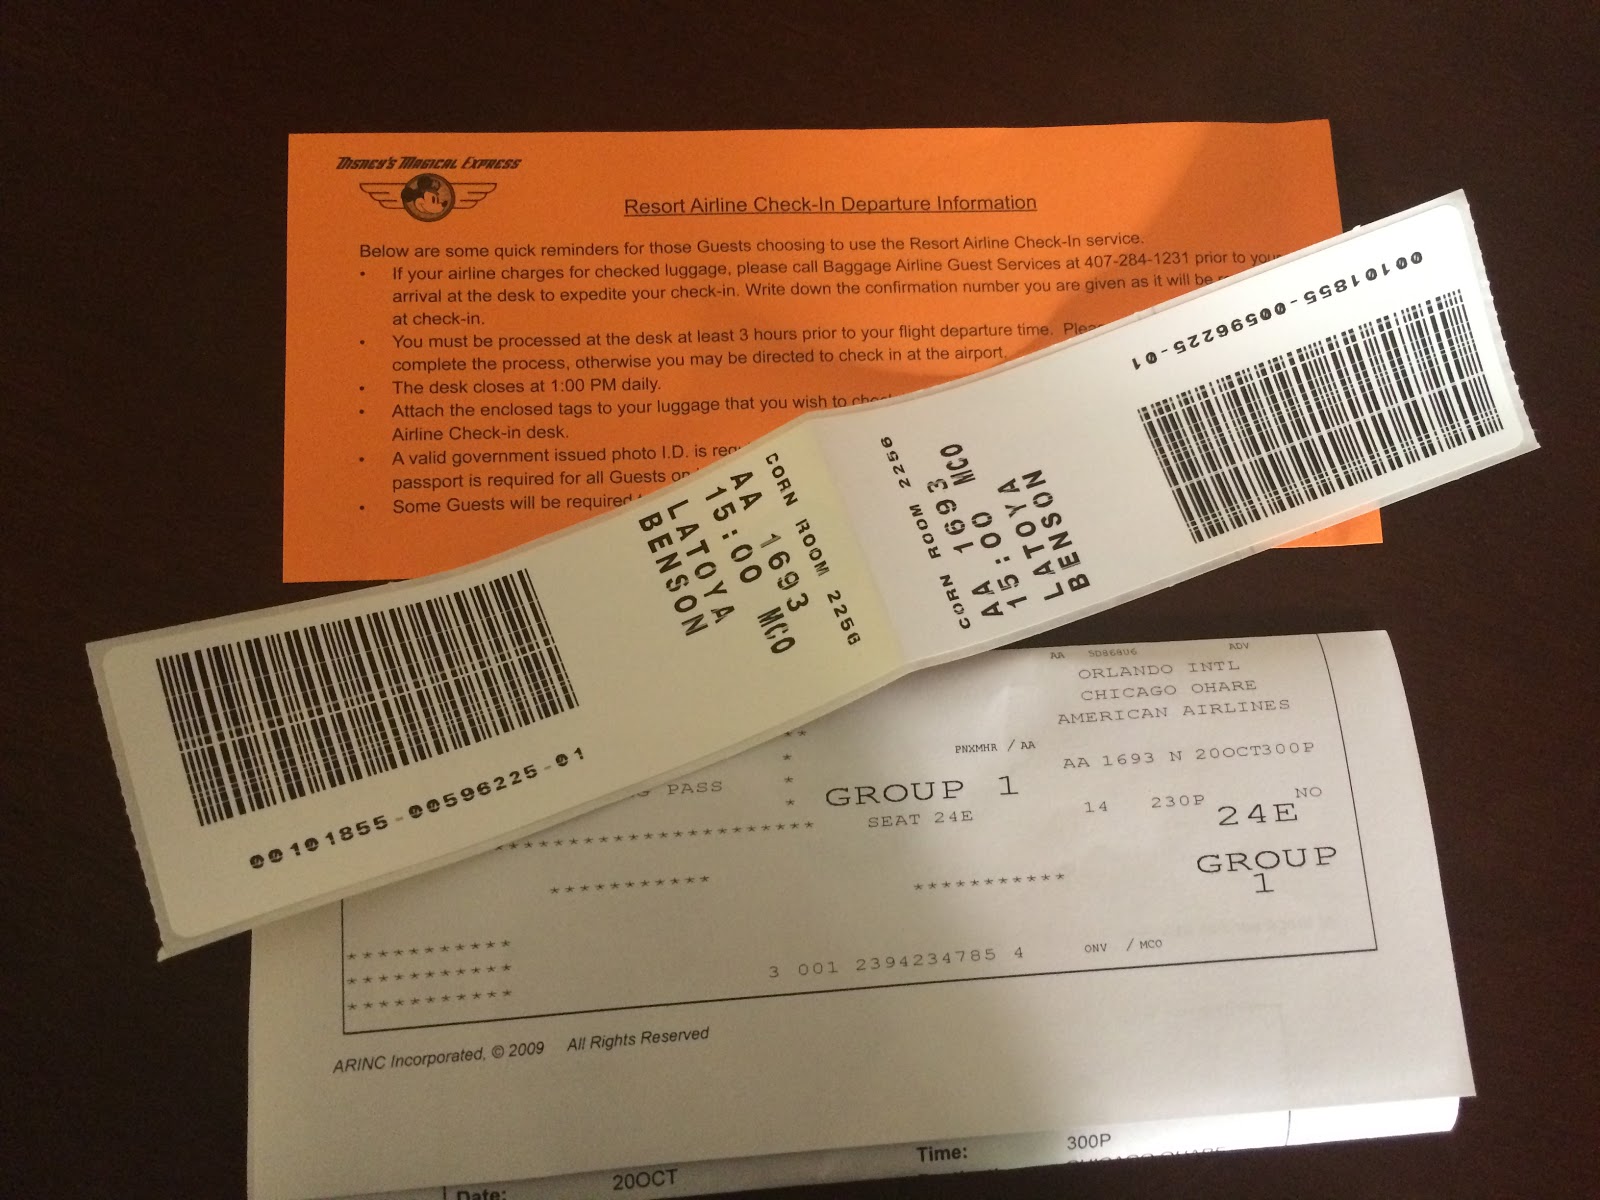 DISNEY'S MAGICAL EXPRESS
Resort Airline Check-In Departure Information
Below are some quick reminders for those Guests choosing to use the Resort Airline Check-In service.
• If your airline charges for checked luggage, please call Baggage Airline Guest Services at 407-284-1231 prior to your
arrival at the desk to expedite your check-in. Write down the confirmation number you are given as it will be
at check-in.
• You must be processed at the desk at least 3 hours prior to your flight departure time.
complete the process, otherwise you may be directed to check in at the airport.
• The desk closes at 1:00 PM daily.
• Attach the enclosed tags to your luggage that you wish to
Airline Check-in desk.
• A valid government issued photo I.D. is
passport is required for all Guests
• Some Guests will be required
00101855-00596225-01
CORN ROOM 2256
AA 1693
15:00 MCO
LATOYA
BENSON
CORN ROOM 2256
AA 1693
15:00 MCO
LATOYA
BENSON
00101855-00596225-01
AA SD868U6 ADV
ORLANDO INTL
CHICAGO OHARE
AMERICAN AIRLINES
PNXMHR / AA
AA 1693 N 20OCT300P
PASS
GROUP 1
SEAT 24E
14 230P 24E NO
GROUP
1
* * * * * * * * * * *
* * * * * * * * * * *
* * * * * * * * * * *
* * * * * * * * * * *
* * * * * * * * * * *
3 001 2394234785 4
ONV / MCO
ARINC Incorporated, © 2009 All Rights Reserved
Time: 300P
Date: 20OCT